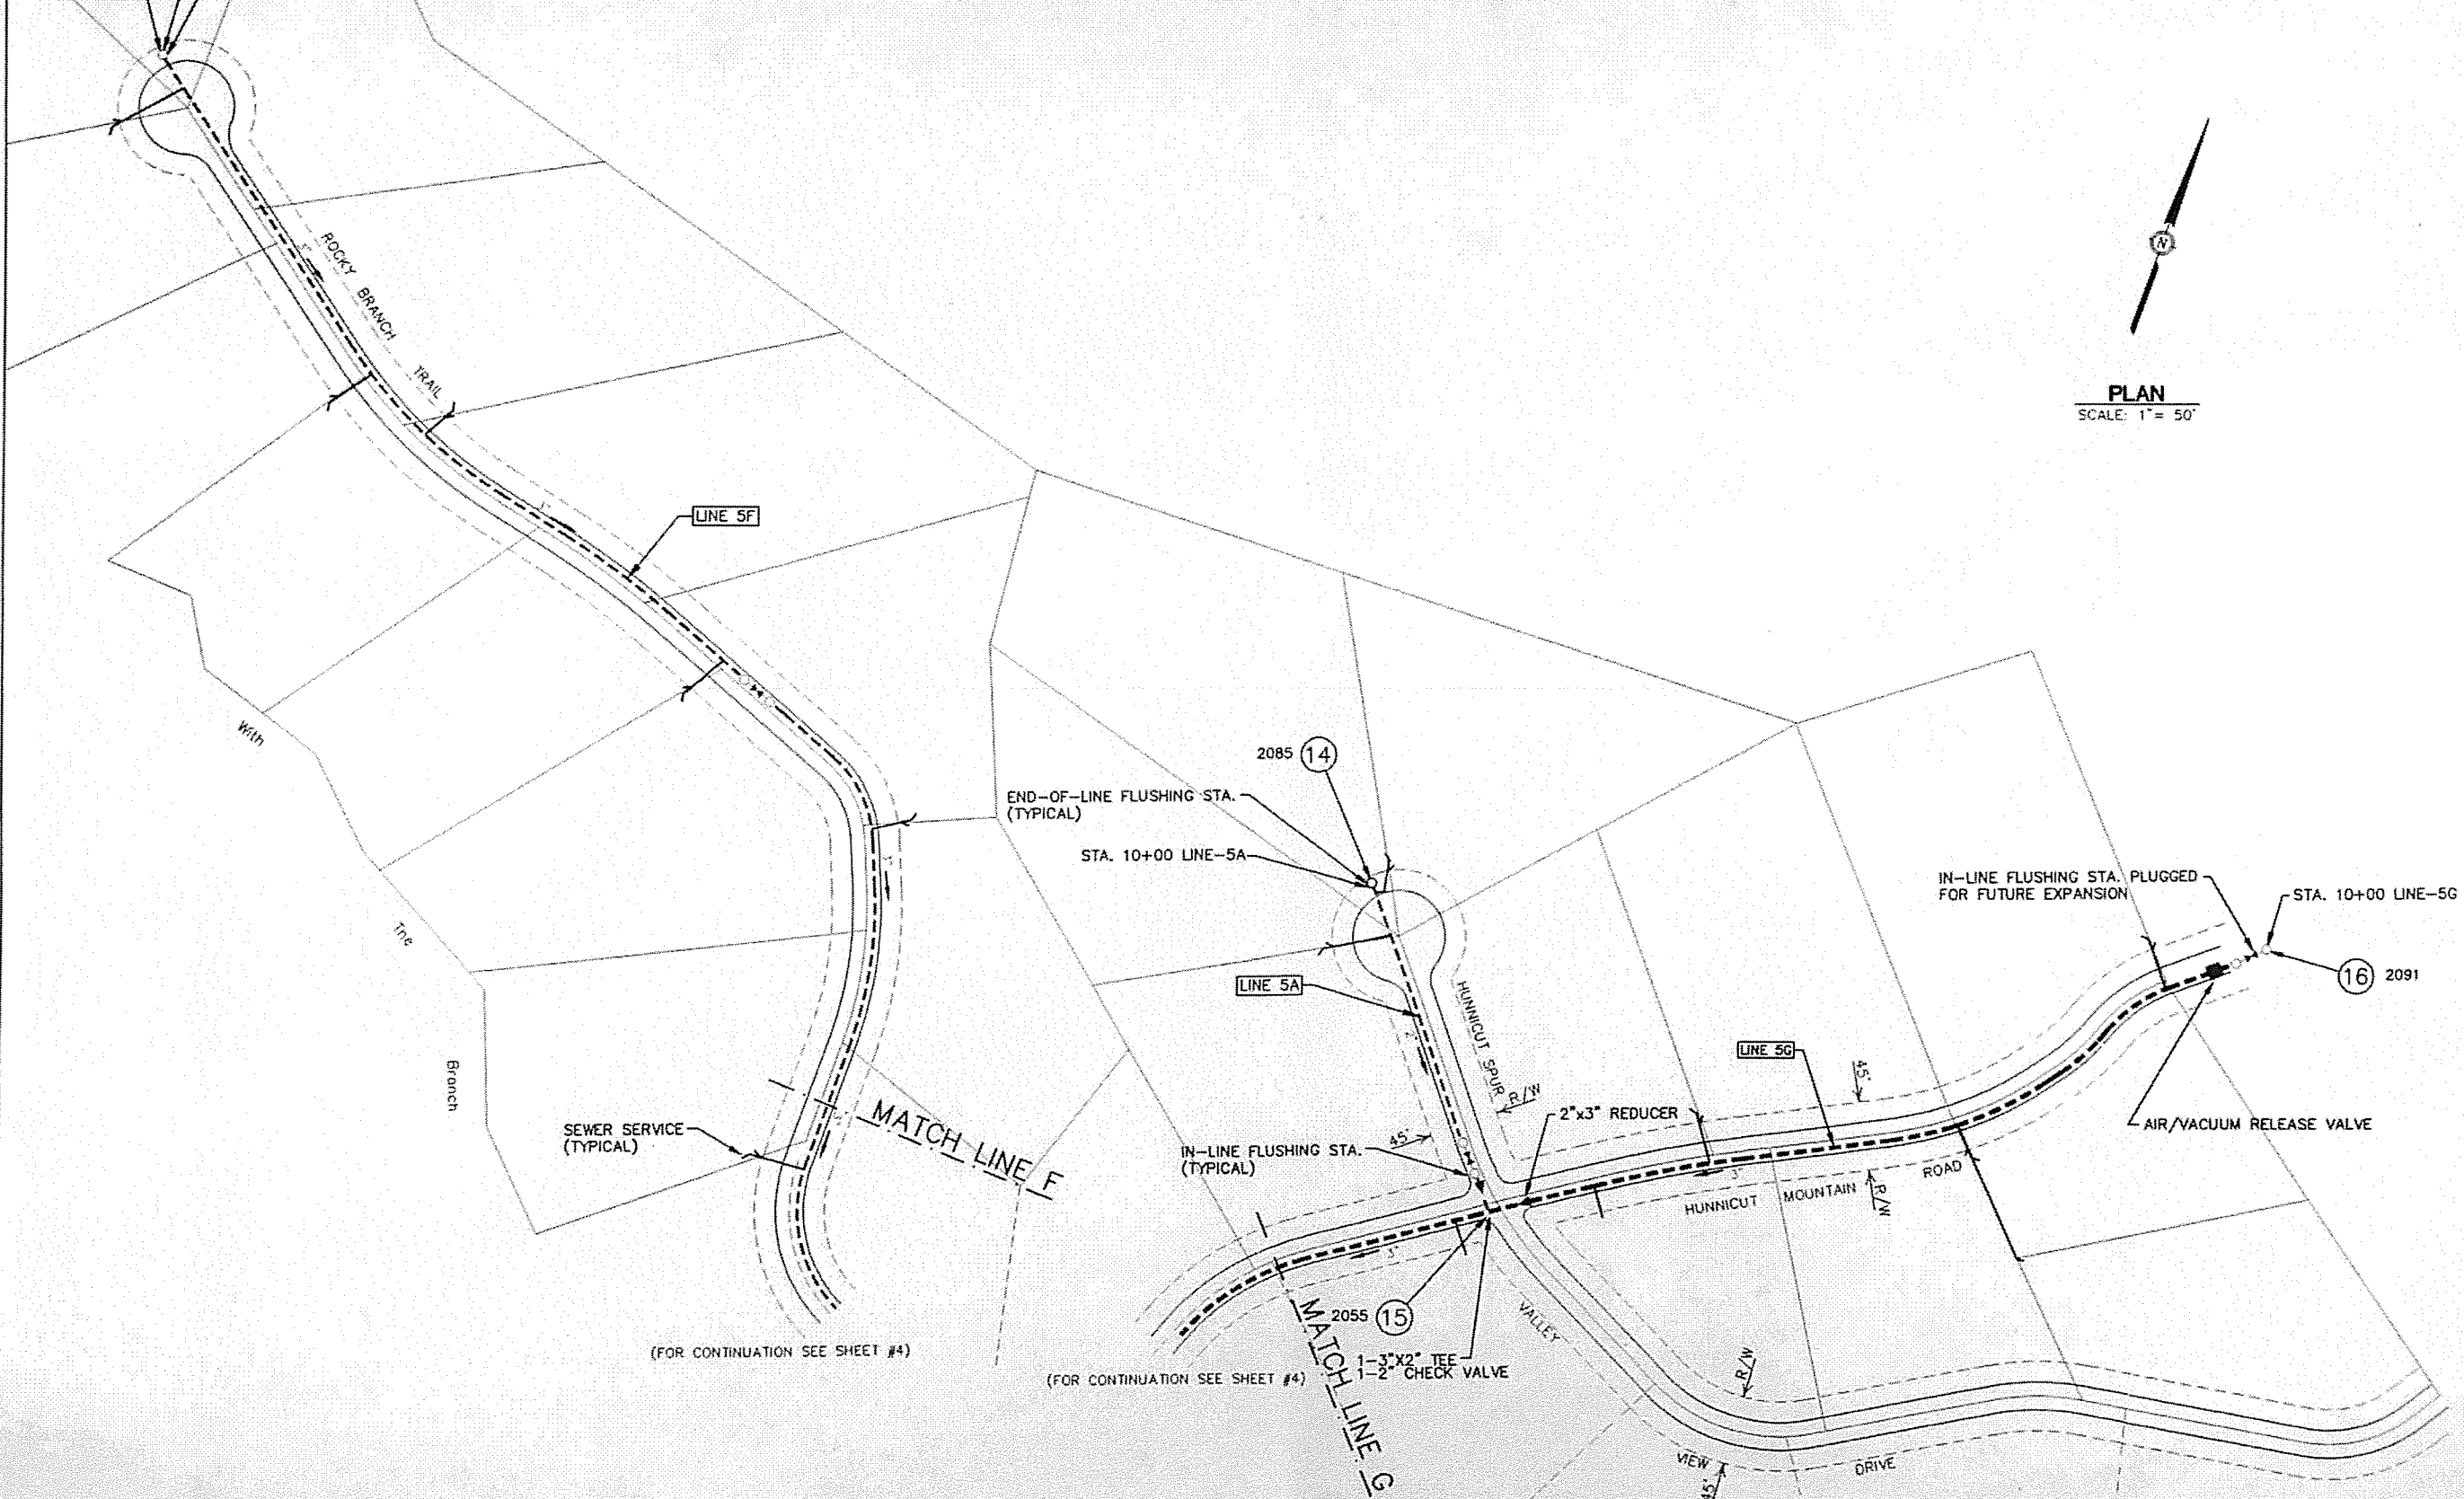 ROCKY BRANCH TRAIL
N
PLAN
SCALE: 1"= 50'
3"
LINE 5F
With
The
Branch
2085 14
END-OF-LINE FLUSHING STA.
(TYPICAL)
STA. 10+00 LINE-5A
LINE 5A
2"
HUNNICUT SPUR
R/W
45'
IN-LINE FLUSHING STA. PLUGGED
FOR FUTURE EXPANSION
STA. 10+00 LINE-5G
16 2091
AIR/VACUUM RELEASE VALVE
LINE 5G
45'
2"x3" REDUCER
3"
HUNNICUT MOUNTAIN ROAD
R/W
SEWER SERVICE
(TYPICAL)
MATCH LINE F
IN-LINE FLUSHING STA.
(TYPICAL)
3"
2055 15
1-3"X2" TEE
1-2" CHECK VALVE
MATCH LINE G
(FOR CONTINUATION SEE SHEET #4)
(FOR CONTINUATION SEE SHEET #4)
VALLEY VIEW DRIVE
R/W
45'